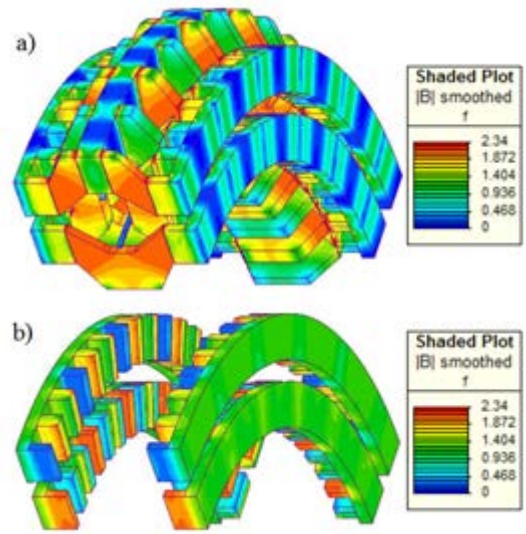 a)
Shaded Plot
|B| smoothed
f
2.34
1.872
1.404
0.936
0.468
0
b)
Shaded Plot
|B| smoothed
f
2.34
1.872
1.404
0.936
0.468
0